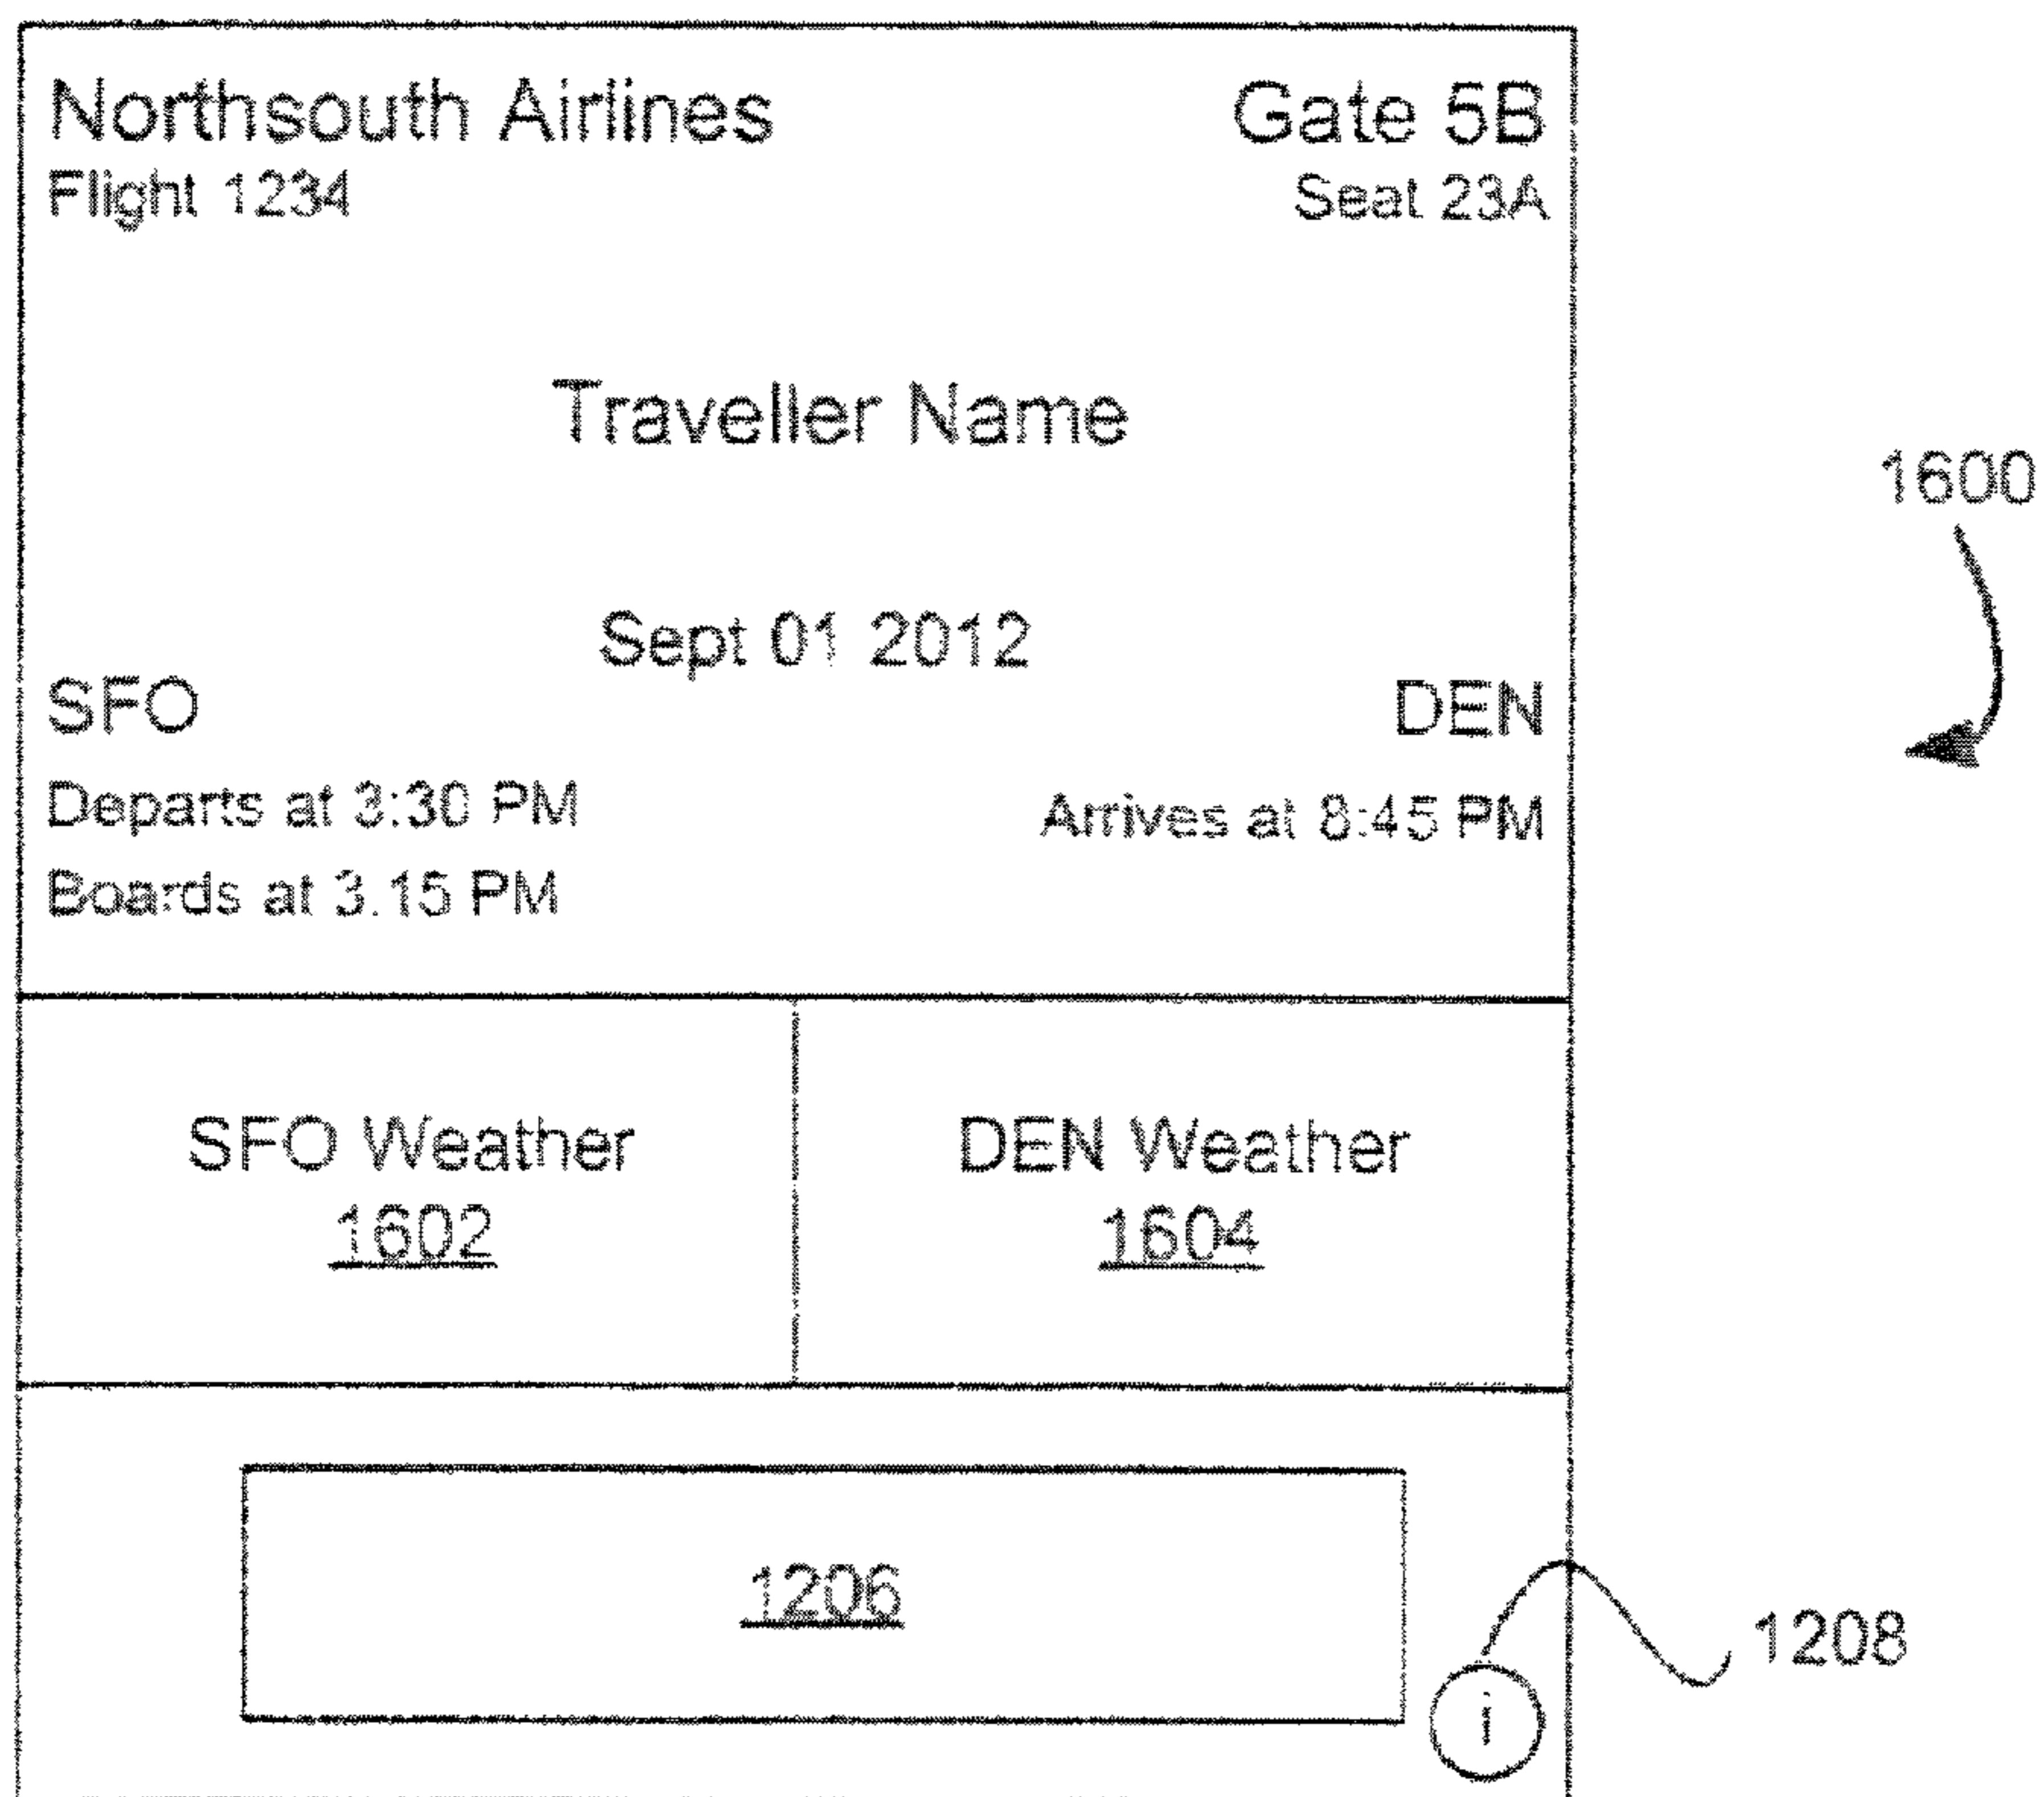 Northsouth Airlines
Gate 5B
Flight 1234
Seat 23A
Traveller Name
1600
Sept 01 2012
SFO
DEN
Departs at 3:30 PM
Arrives at 8:45 PM
Boards at 3.15 PM
SFO Weather
DEN Weather
1602
1604
1206
1208
i